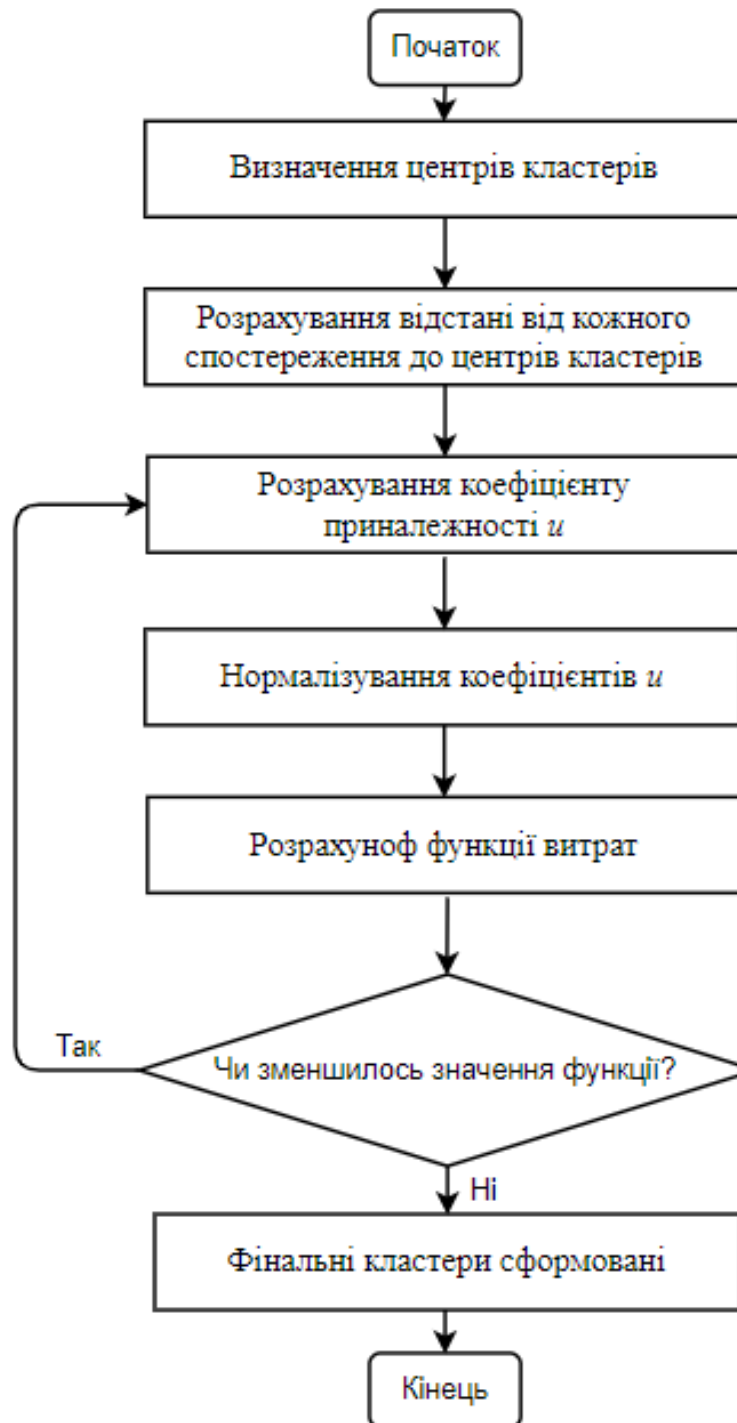 Початок
Визначення центрів кластерів
Розрахування відстані від кожного
спостереження до центрів кластерів
Розрахування коефіцієнту
приналежності u
Нормалізування коефіцієнтів u
Розрахуноф функції витрат
Так
Чи зменшилось значення функції?
Ні
Фінальні кластери сформовані
Кінець